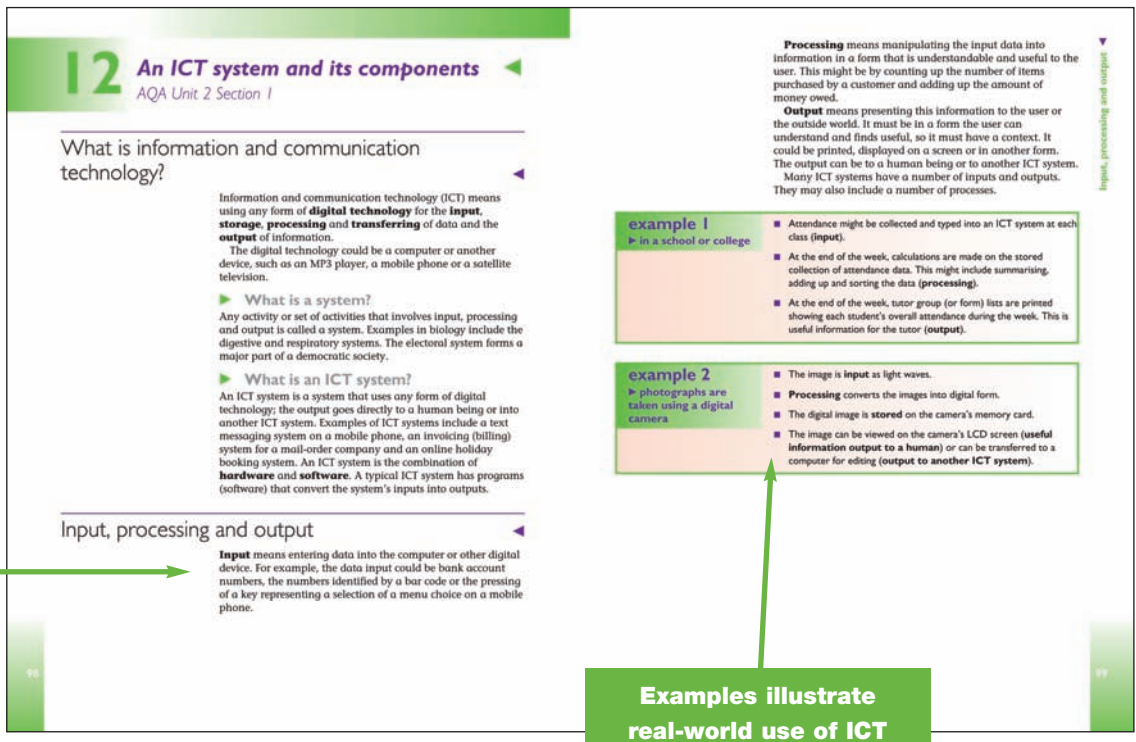 12
An ICT system and its components
AQA Unit 2 Section 1
What is information and communication
technology?
Information and communication technology (ICT) means
using any form of digital technology for the input,
storage, processing and transferring of data and the
output of information.
The digital technology could be a computer or another
device, such as an MP3 player, a mobile phone or a satellite
television.
What is a system?
Any activity or set of activities that involves input, processing
and output is called a system. Examples in biology include the
digestive and respiratory systems. The electoral system forms a
major part of a democratic society.
What is an ICT system?
An ICT system is a system that uses any form of digital
technology; the output goes directly to a human being or into
another ICT system. Examples of ICT systems include a text
messaging system on a mobile phone, an invoicing (billing)
system for a mail-order company and an online holiday
booking system. An ICT system is the combination of
hardware and software. A typical ICT system has programs
(software) that convert the system's inputs into outputs.
Input, processing and output
Input means entering data into the computer or other digital
device. For example, the data input could be bank account
numbers, the numbers identified by a bar code or the pressing
of a key representing a selection of a menu choice on a mobile
phone.
98
Processing means manipulating the input data into
information in a form that is understandable and useful to the
user. This might be by counting up the number of items
purchased by a customer and adding up the amount of
money owed.
Output means presenting this information to the user or
the outside world. It must be in a form the user can
understand and finds useful, so it must have a context. It
could be printed, displayed on a screen or in another form.
The output can be to a human being or to another ICT system.
Many ICT systems have a number of inputs and outputs.
They may also include a number of processes.
Input, processing and output
example 1
in a school or college
Attendance might be collected and typed into an ICT system at each
class (input).
At the end of the week, calculations are made on the stored
collection of attendance data. This might include summarising,
adding up and sorting the data (processing).
At the end of the week, tutor group (or form) lists are printed
showing each student's overall attendance during the week. This is
useful information for the tutor (output).
example 2
photographs are
taken using a digital
camera
The image is input as light waves.
Processing converts the images into digital form.
The digital image is stored on the camera's memory card.
The image can be viewed on the camera's LCD screen (useful
information output to a human) or can be transferred to a
computer for editing (output to another ICT system).
99
Examples illustrate
real-world use of ICT